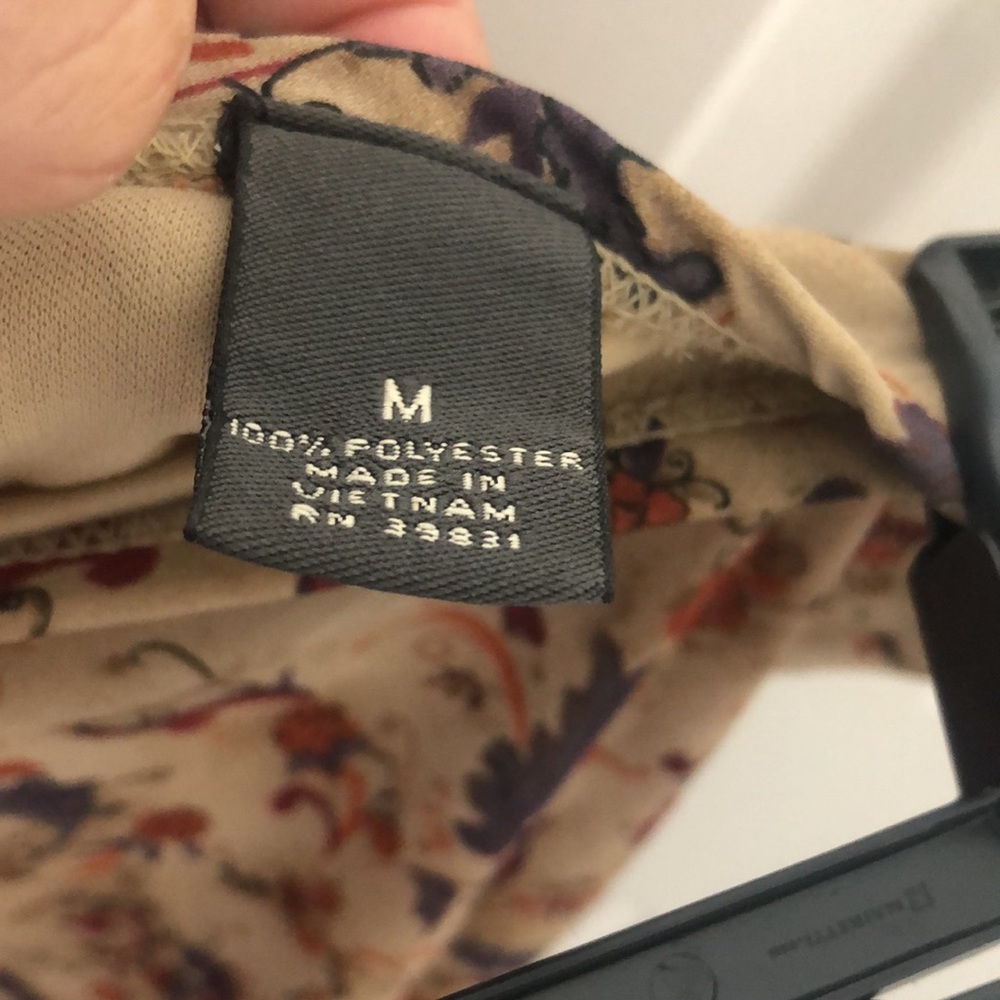 M
100% POLYESTER
MADE IN
VIETNAM
RN 39831